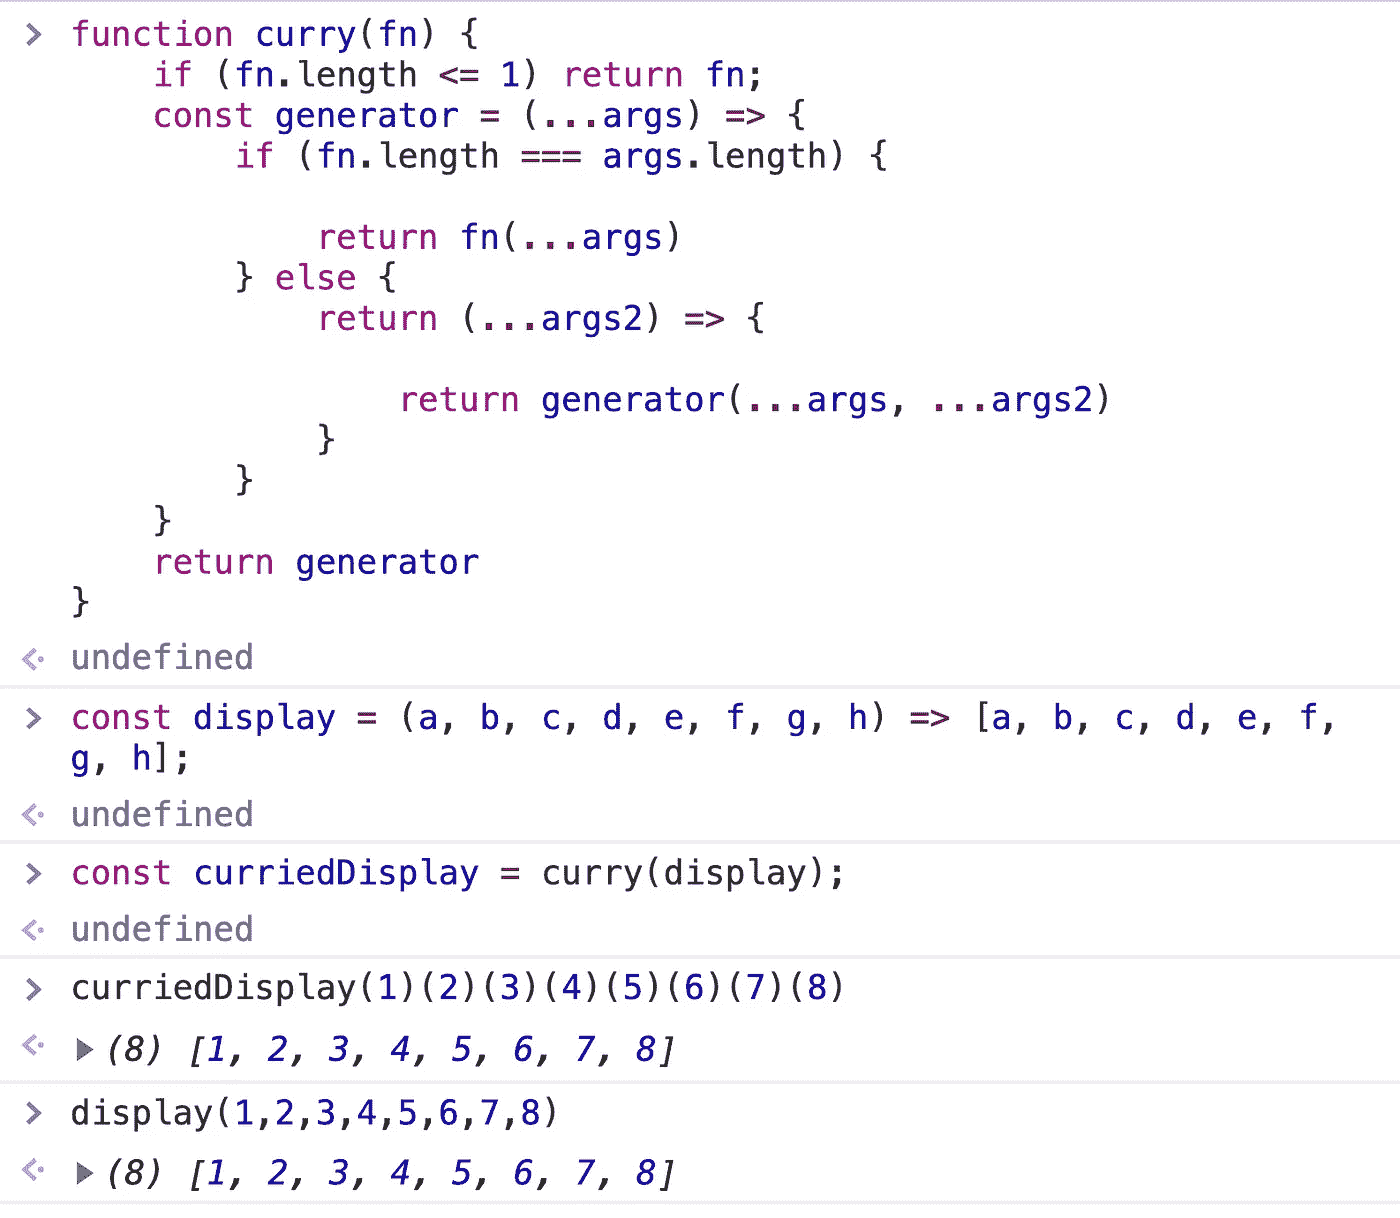 > function curry(fn) {
    if (fn.length <= 1) return fn;
    const generator = (...args) => {
        if (fn.length === args.length) {

            return fn(...args)
        } else {
            return (...args2) => {

                return generator(...args, ...args2)
            }
        }
    }
    return generator
}
undefined
> const display = (a, b, c, d, e, f, g, h) => [a, b, c, d, e, f,
g, h];
undefined
> const curriedDisplay = curry(display);
undefined
> curriedDisplay(1)(2)(3)(4)(5)(6)(7)(8)
(8) [1, 2, 3, 4, 5, 6, 7, 8]
> display(1,2,3,4,5,6,7,8)
(8) [1, 2, 3, 4, 5, 6, 7, 8]